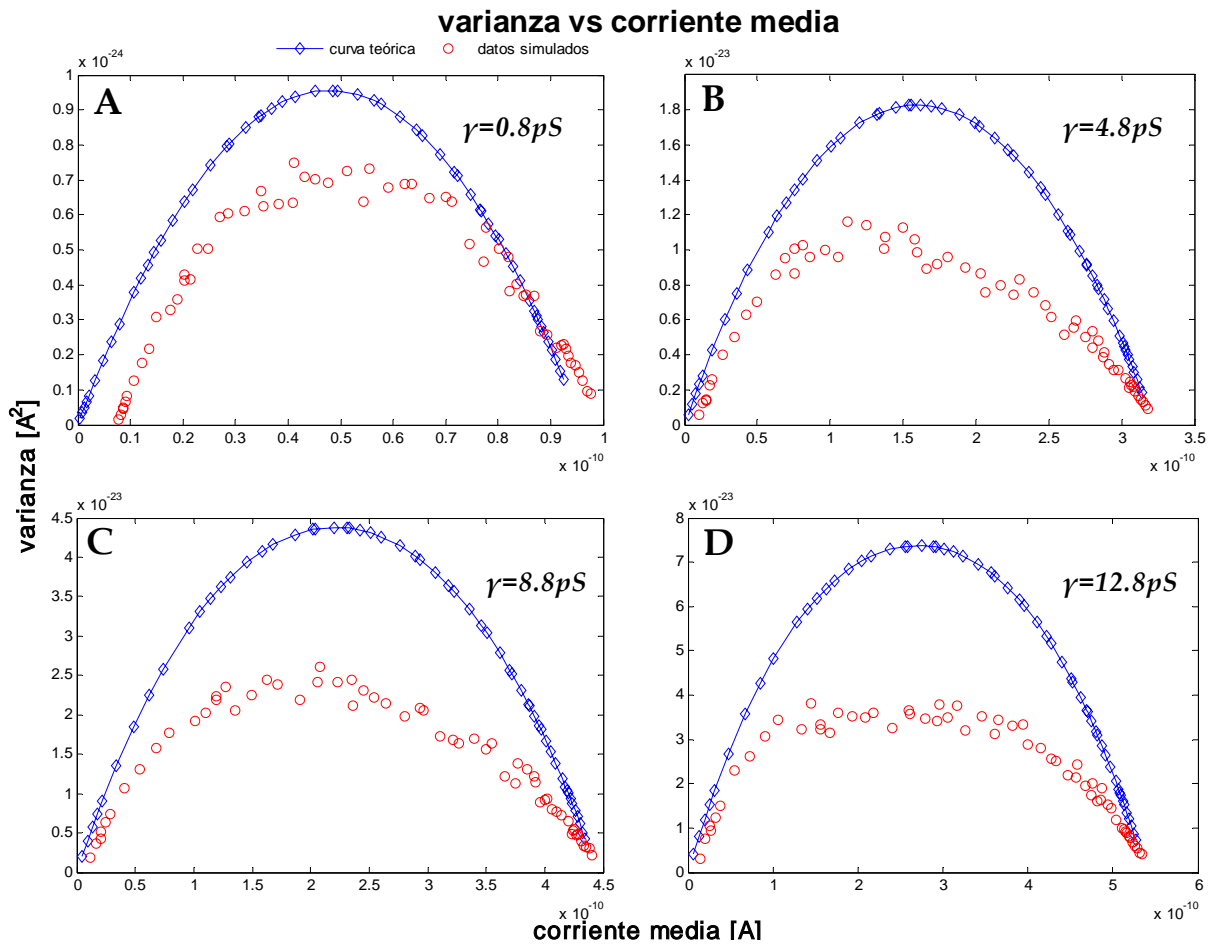 varianza vs corriente media
curva teórica datos simulados
x 10^-24
A
γ=0.8pS
1
0.9
0.8
0.7
0.6
0.5
0.4
0.3
0.2
0.1
0
0 0.1 0.2 0.3 0.4 0.5 0.6 0.7 0.8 0.9 1
x 10^-10
x 10^-23
B
γ=4.8pS
1.8
1.6
1.4
1.2
1
0.8
0.6
0.4
0.2
0
0 0.5 1 1.5 2 2.5 3 3.5
x 10^-10
varianza [A^2]
x 10^-23
C
γ=8.8pS
4.5
4
3.5
3
2.5
2
1.5
1
0.5
0
0 0.5 1 1.5 2 2.5 3 3.5 4 4.5
x 10^-10
x 10^-23
D
γ=12.8pS
8
7
6
5
4
3
2
1
0
0 1 2 3 4 5 6
x 10^-10
corriente media [A]